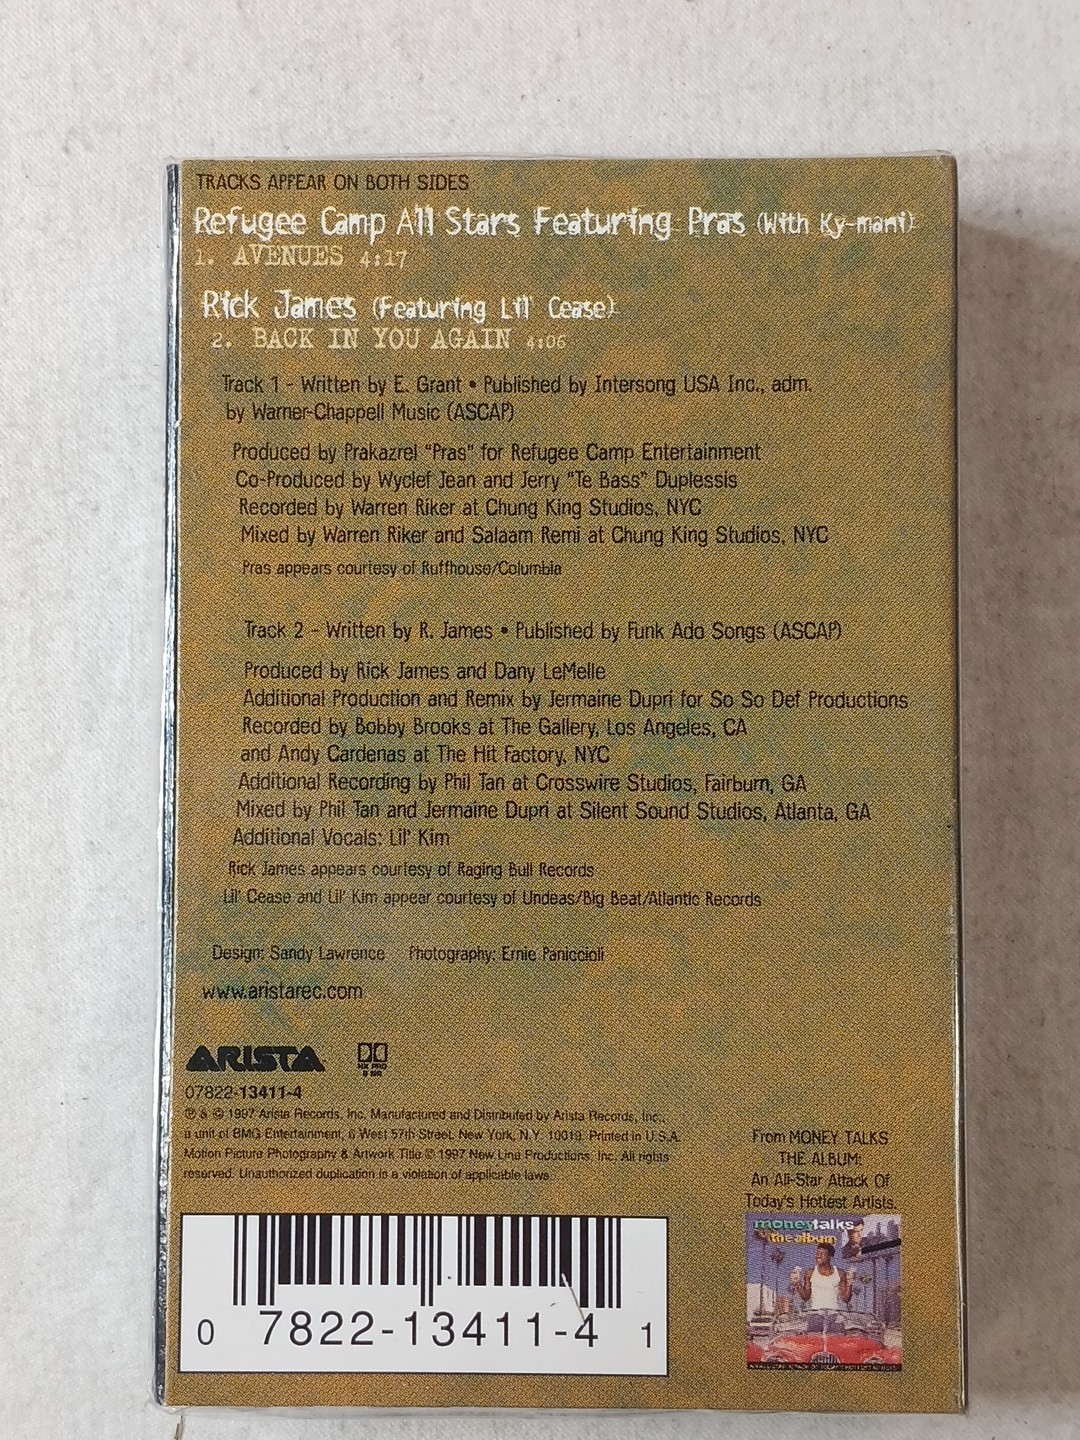 TRACKS APPEAR ON BOTH SIDES
Refugee Camp All Stars Featuring Pras (With Ky-mani)
1. AVENUES 4:17
Rick James (Featuring Lil' Cease)
2. BACK IN YOU AGAIN 4:06
Track 1 - Written by E. Grant • Published by Intersong USA Inc., adm.
by Warner-Chappell Music (ASCAP)
Produced by Prakazrel "Pras" for Refugee Camp Entertainment
Co-Produced by Wyclef Jean and Jerry "Te Bass" Duplessis
Recorded by Warren Riker at Chung King Studios, NYC
Mixed by Warren Riker and Salaam Remi at Chung King Studios, NYC
Pras appears courtesy of Ruffhouse/Columbia
Track 2 - Written by R. James • Published by Funk Ado Songs (ASCAP)
Produced by Rick James and Dany LeMelle
Additional Production and Remix by Jermaine Dupri for So So Def Productions
Recorded by Bobby Brooks at The Gallery, Los Angeles, CA
and Andy Cardenas at The Hit Factory, NYC
Additional Recording by Phil Tan at Crosswire Studios, Fairburn, GA
Mixed by Phil Tan and Jermaine Dupri at Silent Sound Studios, Atlanta, GA
Additional Vocals: Lil' Kim
Rick James appears courtesy of Raging Bull Records
Lil' Cease and Lil' Kim appear courtesy of Undeas/Big Beat/Atlantic Records
Design: Sandy Lawrence Photography: Ernie Paniccioli
www.aristarec.com
ARISTA
HX PRO
B NR
07822-13411-4
℗ & © 1997 Arista Records, Inc. Manufactured and Distributed by Arista Records, Inc.,
a unit of BMG Entertainment, 6 West 57th Street, New York, N.Y. 10019. Printed in U.S.A.
Motion Picture Photography & Artwork Title © 1997 New Line Productions, Inc. All rights
reserved. Unauthorized duplication is a violation of applicable laws.
From MONEY TALKS
THE ALBUM:
An All-Star Attack Of
Today's Hottest Artists.
moneytalks
the album
0 7822-13411-4 1